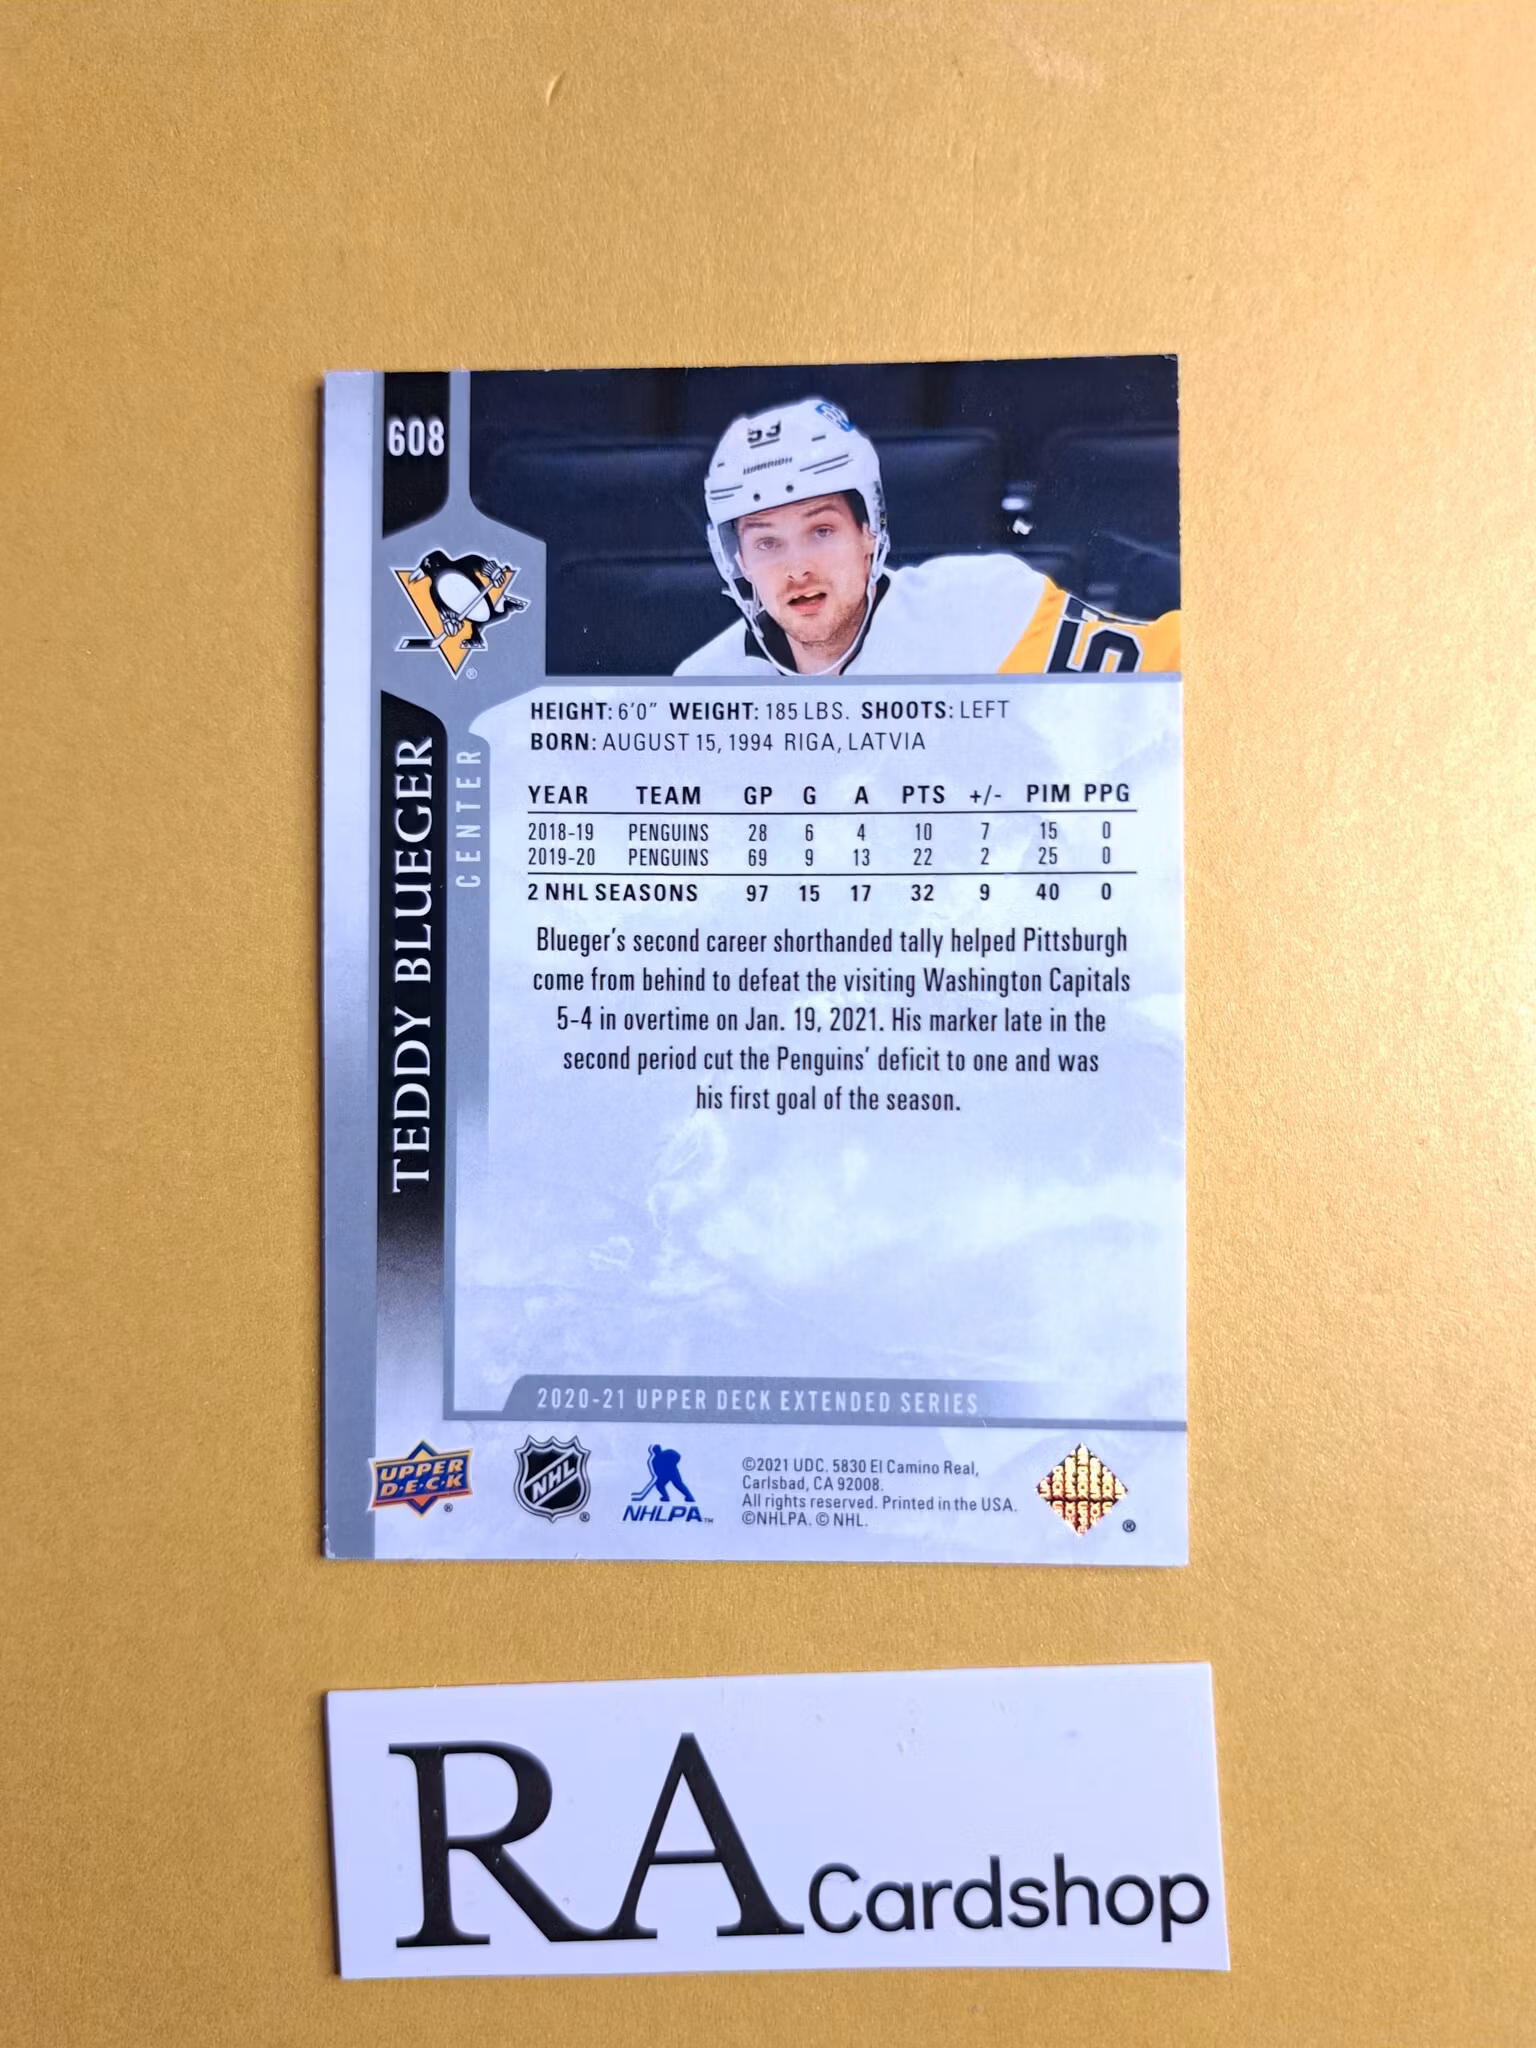 608
53
WARRIOR
5
TEDDY BLUEGER
CENTER
HEIGHT: 6'0" WEIGHT: 185 LBS. SHOOTS: LEFT
BORN: AUGUST 15, 1994 RIGA, LATVIA
YEAR TEAM GP G A PTS +/- PIM PPG
2018-19 PENGUINS 28 6 4 10 7 15 0
2019-20 PENGUINS 69 9 13 22 2 25 0
2 NHL SEASONS 97 15 17 32 9 40 0
Blueger's second career shorthanded tally helped Pittsburgh
come from behind to defeat the visiting Washington Capitals
5-4 in overtime on Jan. 19, 2021. His marker late in the
second period cut the Penguins' deficit to one and was
his first goal of the season.
2020-21 UPPER DECK EXTENDED SERIES
UPPER
D·E·C·K ®
NHL ®
NHLPA™
©2021 UDC. 5830 El Camino Real,
Carlsbad, CA 92008.
All rights reserved. Printed in the USA.
©NHLPA. © NHL.
®
RA Cardshop